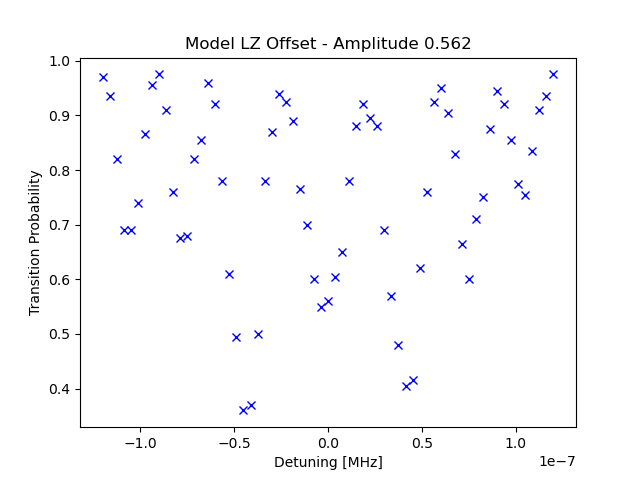 Model LZ Offset - Amplitude 0.562
Transition Probability
1.0
0.9
0.8
0.7
0.6
0.5
0.4
−1.0 −0.5 0.0 0.5 1.0
1e−7
Detuning [MHz]